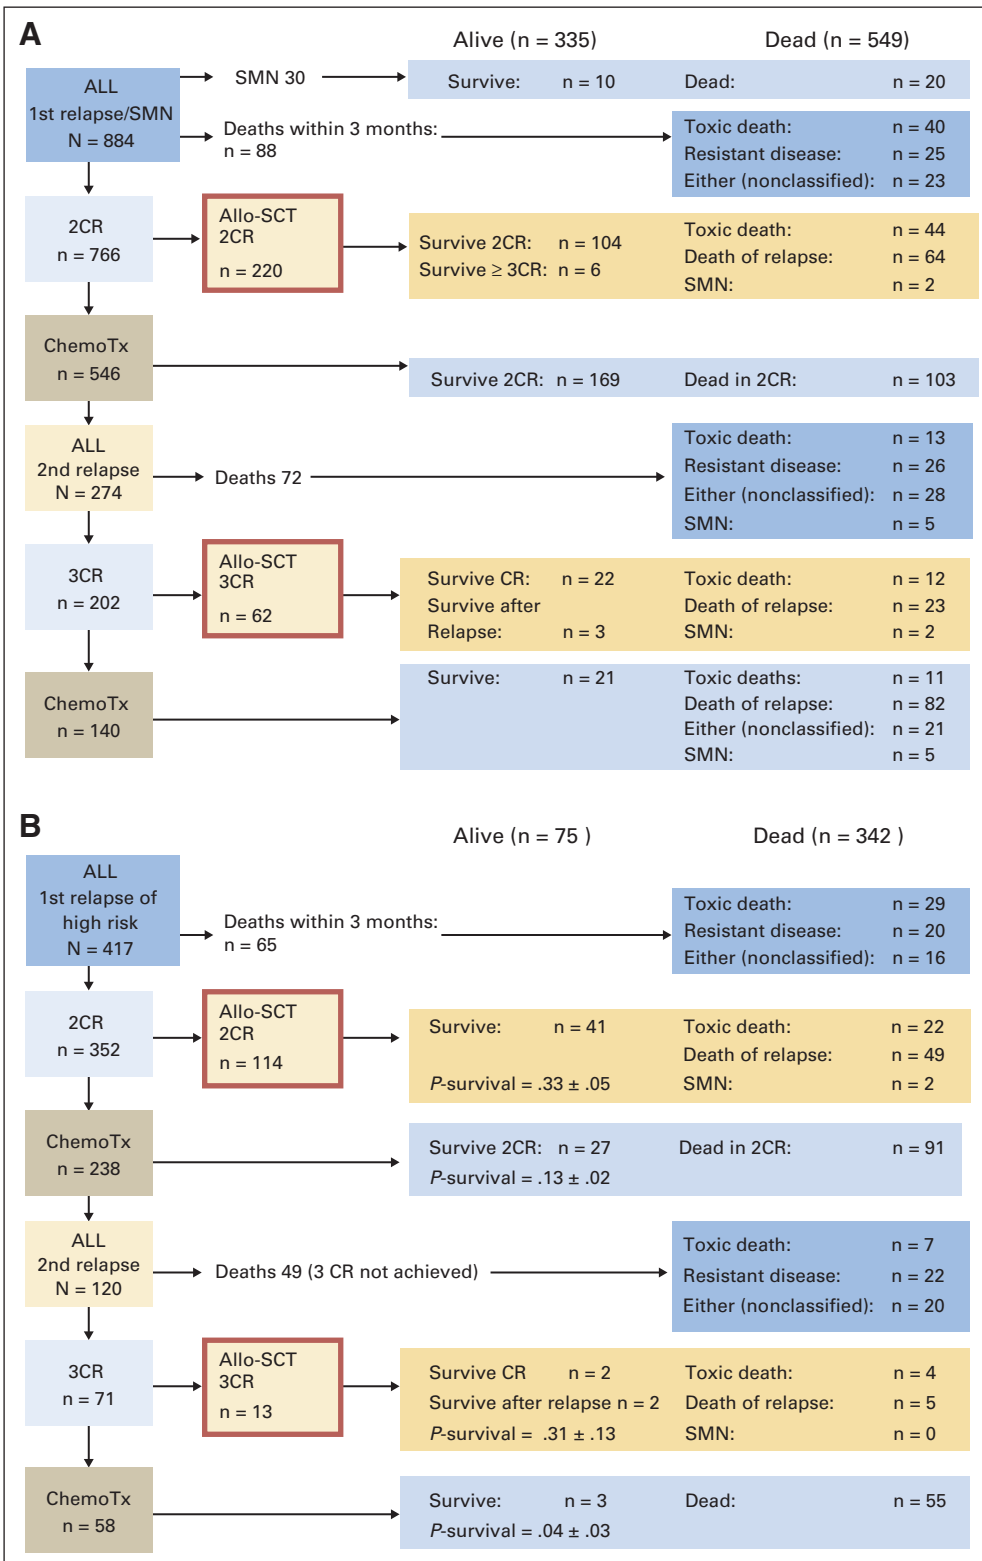 A
Alive (n = 335) Dead (n = 549)
ALL
1st relapse/SMN
N = 884
SMN 30
Survive: n = 10 Dead: n = 20
Deaths within 3 months:
n = 88
Toxic death: n = 40
Resistant disease: n = 25
Either (nonclassified): n = 23
2CR
n = 766
Allo-SCT
2CR
n = 220
Survive 2CR: n = 104
Survive ≥ 3CR: n = 6
Toxic death: n = 44
Death of relapse: n = 64
SMN: n = 2
ChemoTx
n = 546
Survive 2CR: n = 169 Dead in 2CR: n = 103
ALL
2nd relapse
N = 274
Deaths 72
Toxic death: n = 13
Resistant disease: n = 26
Either (nonclassified): n = 28
SMN: n = 5
3CR
n = 202
Allo-SCT
3CR
n = 62
Survive CR: n = 22
Survive after
Relapse: n = 3
Toxic death: n = 12
Death of relapse: n = 23
SMN: n = 2
ChemoTx
n = 140
Survive: n = 21
Toxic deaths: n = 11
Death of relapse: n = 82
Either (nonclassified): n = 21
SMN: n = 5
B
Alive (n = 75 ) Dead (n = 342 )
ALL
1st relapse of
high risk
N = 417
Deaths within 3 months:
n = 65
Toxic death: n = 29
Resistant disease: n = 20
Either (nonclassified): n = 16
2CR
n = 352
Allo-SCT
2CR
n = 114
Survive: n = 41
P-survival = .33 ± .05
Toxic death: n = 22
Death of relapse: n = 49
SMN: n = 2
ChemoTx
n = 238
Survive 2CR: n = 27
P-survival = .13 ± .02
Dead in 2CR: n = 91
ALL
2nd relapse
N = 120
Deaths 49 (3 CR not achieved)
Toxic death: n = 7
Resistant disease: n = 22
Either (nonclassified): n = 20
3CR
n = 71
Allo-SCT
3CR
n = 13
Survive CR n = 2
Survive after relapse n = 2
P-survival = .31 ± .13
Toxic death: n = 4
Death of relapse: n = 5
SMN: n = 0
ChemoTx
n = 58
Survive: n = 3
P-survival = .04 ± .03
Dead: n = 55